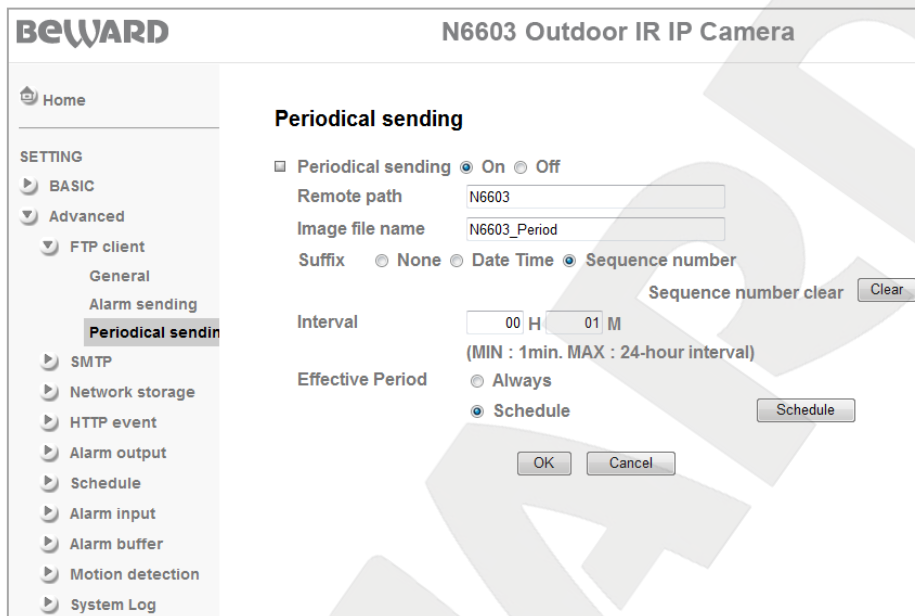 BEWARD
N6603 Outdoor IR IP Camera
Home
SETTING
BASIC
Advanced
FTP client
General
Alarm sending
Periodical sendin
SMTP
Network storage
HTTP event
Alarm output
Schedule
Alarm input
Alarm buffer
Motion detection
System Log
Periodical sending
Periodical sending On Off
Remote path N6603
Image file name N6603_Period
Suffix None Date Time Sequence number
Sequence number clear Clear
Interval 00 H 01 M
(MIN : 1min. MAX : 24-hour interval)
Effective Period Always
Schedule Schedule
OK Cancel